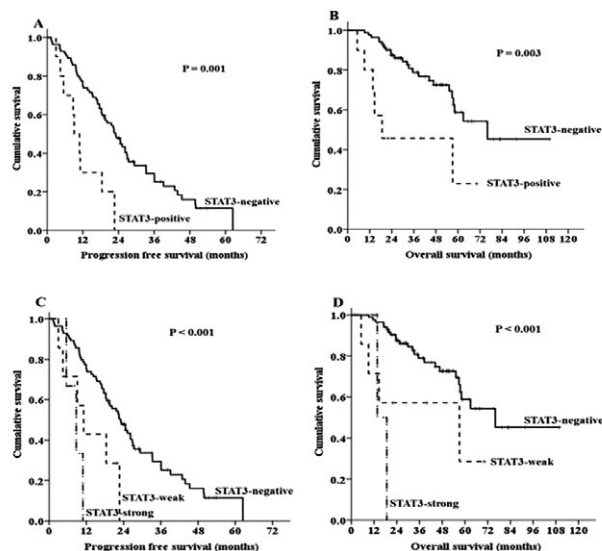 A
P = 0.001
Cumulative survival
1.0
0.8
0.6
0.4
0.2
0.0
STAT3-negative
STAT3-positive
0 12 24 36 48 60 72
Progression free survival (months)
B
P = 0.003
Cumulative survival
1.0
0.8
0.6
0.4
0.2
0.0
STAT3-negative
STAT3-positive
0 12 24 36 48 60 72 84 96 108 120
Overall survival (months)
C
P < 0.001
Cumulative survival
1.0
0.8
0.6
0.4
0.2
0.0
STAT3-negative
STAT3-weak
STAT3-strong
0 12 24 36 48 60 72
Progression free survival (months)
D
P < 0.001
Cumulative survival
1.0
0.8
0.6
0.4
0.2
0.0
STAT3-negative
STAT3-weak
STAT3-strong
0 12 24 36 48 60 72 84 96 108 120
Overall survival (months)